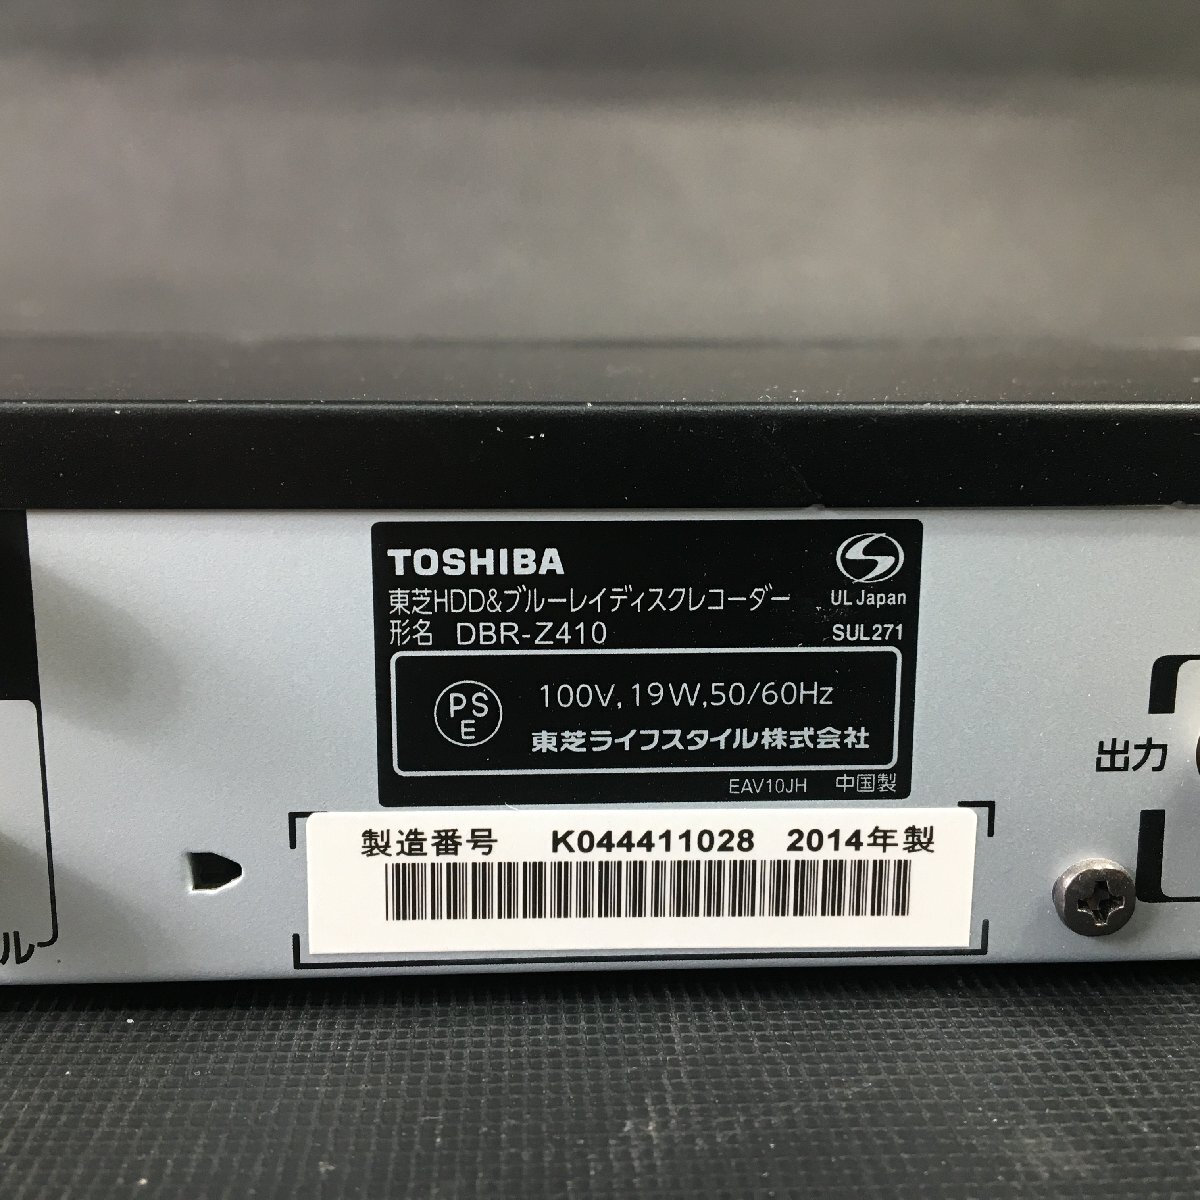 TOSHIBA
東芝HDD&ブルーレイディスクレコーダー
形名 DBR-Z410
UL Japan
SUL271
PSE
100V, 19W, 50/60Hz
東芝ライフスタイル株式会社
EAV10JH 中国製
製造番号 K044411028 2014年製
出力
ル